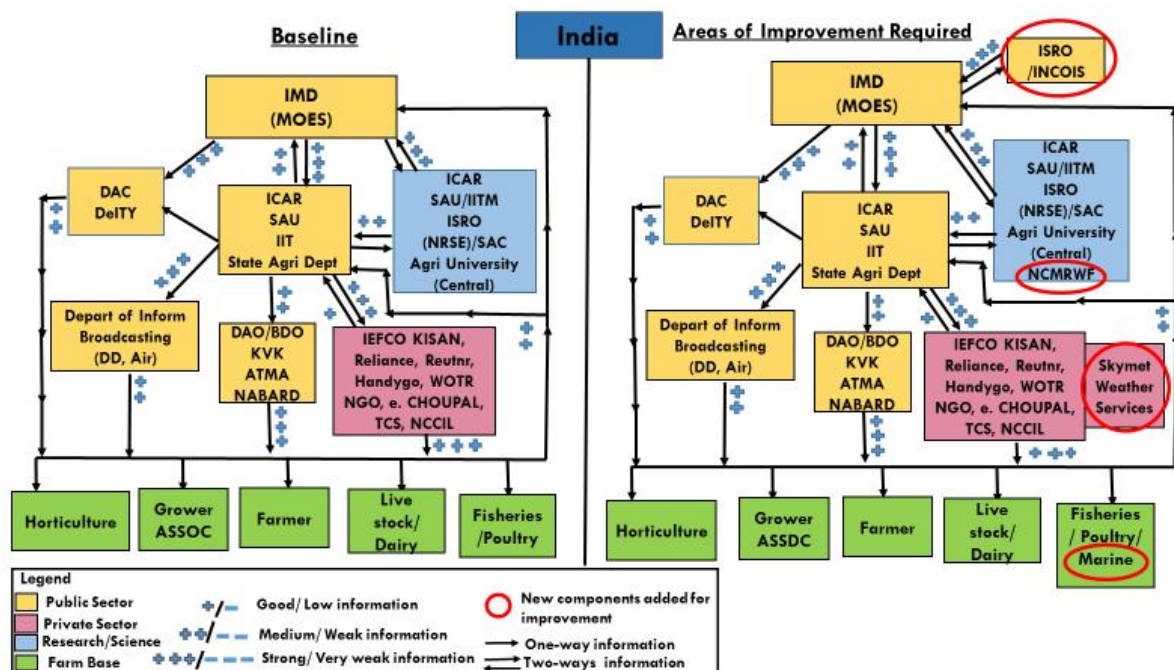 India
Baseline
IMD
(MOES)
DAC
DeITY
ICAR
SAU
IIT
State Agri Dept
ICAR
SAU/IITM
ISRO
(NRSE)/SAC
Agri University
(Central)
Depart of Inform
Broadcasting
(DD, Air)
DAO/BDO
KVK
ATMA
NABARD
IEFCO KISAN,
Reliance, Reutnr,
Handygo, WOTR
NGO, e. CHOUPAL,
TCS, NCCIL
Horticulture
Grower
ASSOC
Farmer
Live
stock/
Dairy
Fisheries
/Poultry
Areas of Improvement Required
ISRO
/INCOIS
IMD
(MOES)
DAC
DeITY
ICAR
SAU
IIT
State Agri Dept
ICAR
SAU/IITM
ISRO
(NRSE)/SAC
Agri University
(Central)
NCMRWF
Depart of Inform
Broadcasting
(DD, Air)
DAO/BDO
KVK
ATMA
NABARD
IEFCO KISAN,
Reliance, Reutnr,
Handygo, WOTR
NGO, e. CHOUPAL,
TCS, NCCIL
Skymet
Weather
Services
Horticulture
Grower
ASSDC
Farmer
Live
stock/
Dairy
Fisheries
/ Poultry/
Marine
Legend
Public Sector
Private Sector
Research/Science
Farm Base
Good/ Low information
Medium/ Weak information
Strong/ Very weak information
New components added for
improvement
One-way information
Two-ways information